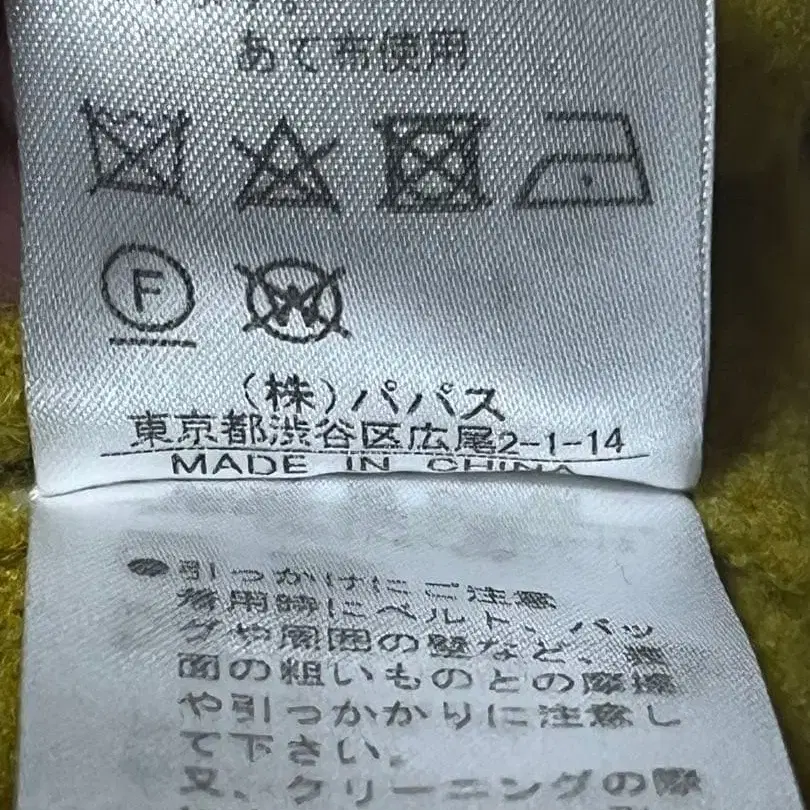 す。
あて布使用
F
W
(株)パパス
東京都渋谷区広尾2-1-14
MADE IN CHINA
●引っかけにご注意
着用時にベルト、バッ
グや周囲の壁など、表
面の粗いものとの摩擦
や引っかかりに注意し
て下さい。
又、クリーニングの際